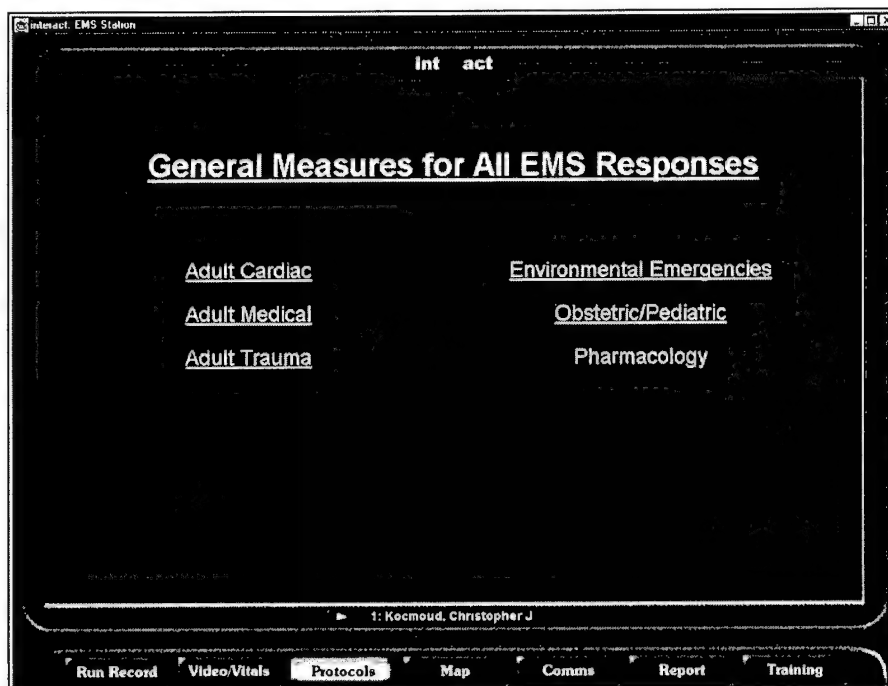 interact. EMS Station
Int act
General Measures for All EMS Responses
Adult Cardiac
Environmental Emergencies
Adult Medical
Obstetric/Pediatric
Adult Trauma
Pharmacology
1: Kocmoud, Christopher J
Run Record Video/Vitals Protocols Map Comms Report Training